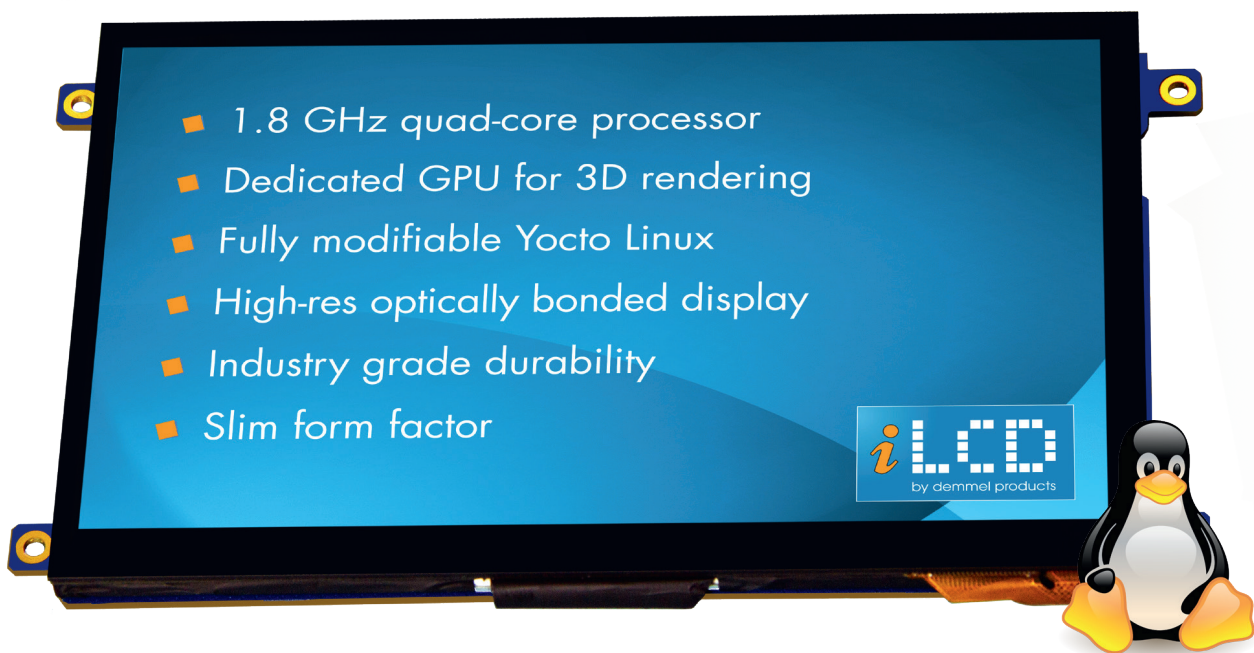 1.8 GHz quad-core processor
Dedicated GPU for 3D rendering
Fully modifiable Yocto Linux
High-res optically bonded display
Industry grade durability
Slim form factor
iLCD
by demmel products